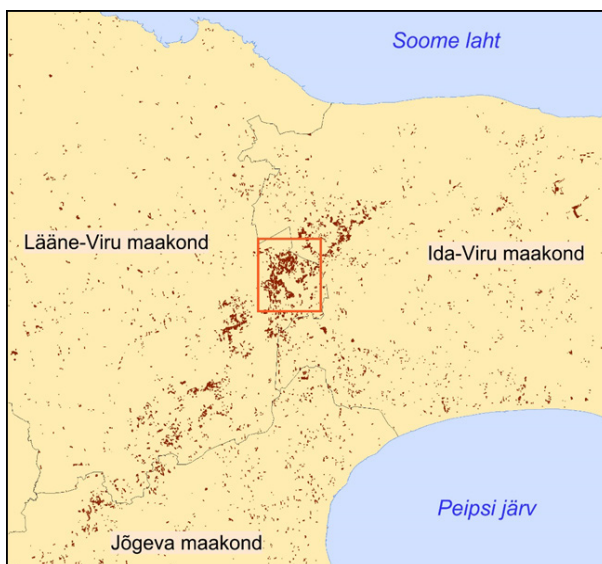 Soome laht
Lääne-Viru maakond
Ida-Viru maakond
Peipsi järv
Jõgeva maakond